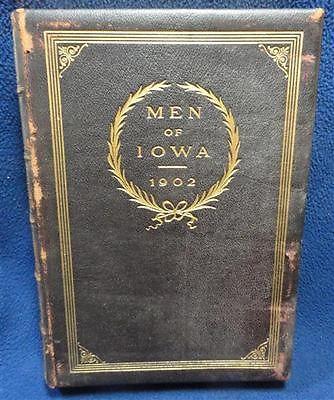 MEN
OF
IOWA
1902